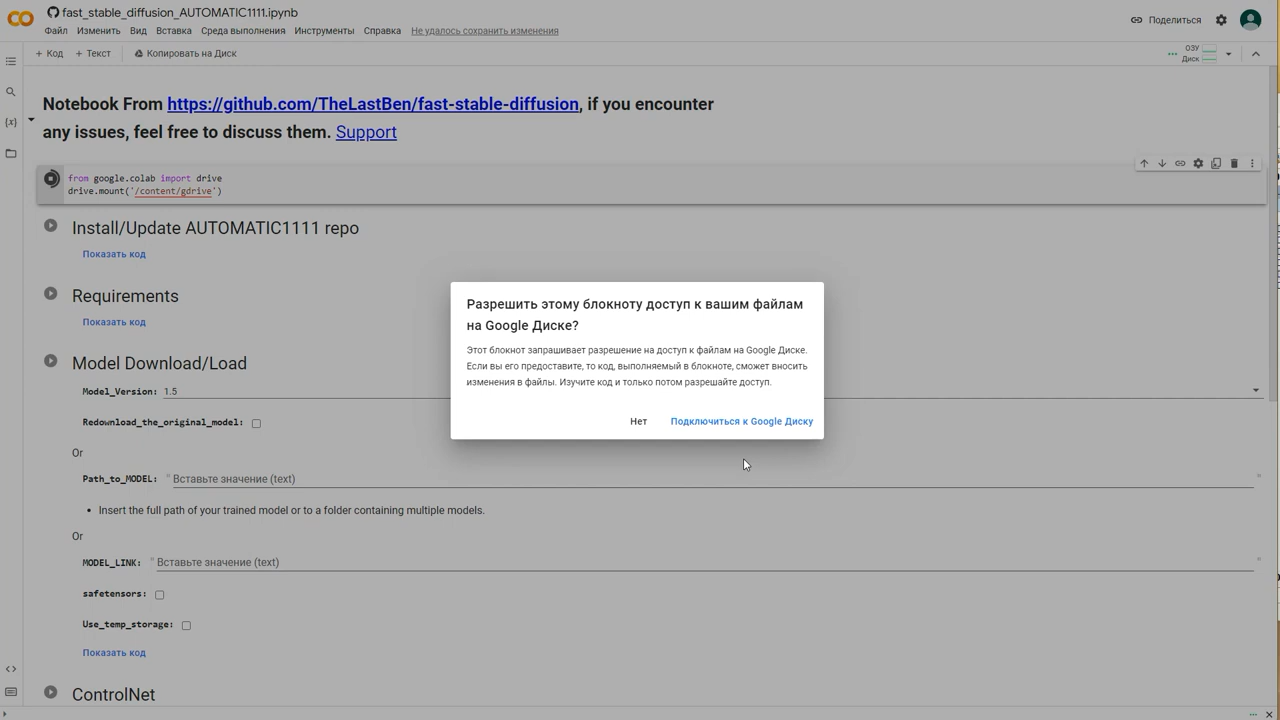 fast_stable_diffusion_AUTOMATIC1111.ipynb
Файл Изменить Вид Вставка Среда выполнения Инструменты Справка Не удалось сохранить изменения
Поделиться
+ Код + Текст Копировать на Диск
ОЗУ
Диск
Notebook From https://github.com/TheLastBen/fast-stable-diffusion, if you encounter
any issues, feel free to discuss them. Support
{x}
from google.colab import drive
drive.mount('/content/gdrive')
Install/Update AUTOMATIC1111 repo
Показать код
Requirements
Показать код
Разрешить этому блокноту доступ к вашим файлам
на Google Диске?
Этот блокнот запрашивает разрешение на доступ к файлам на Google Диске.
Если вы его предоставите, то код, выполняемый в блокноте, сможет вносить
изменения в файлы. Изучите код и только потом разрешайте доступ.
Нет Подключиться к Google Диску
Model Download/Load
Model_Version: 1.5
Redownload_the_original_model:
Or
Path_to_MODEL: " Вставьте значение (text) "
• Insert the full path of your trained model or to a folder containing multiple models.
Or
MODEL_LINK: " Вставьте значение (text) "
safetensors:
Use_temp_storage:
Показать код
ControlNet